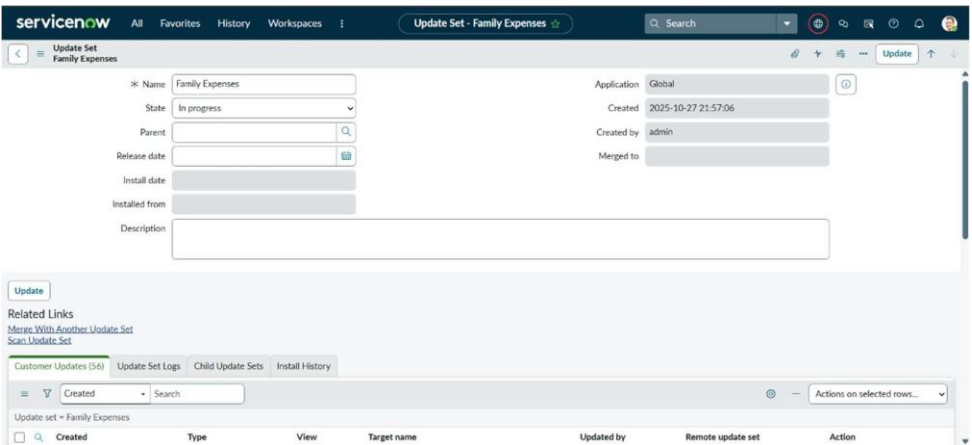 servicenow All Favorites History Workspaces Update Set - Family Expenses Search
Update Set
Family Expenses
Update
* Name Family Expenses
Application Global
State In progress
Created 2025-10-27 21:57:06
Parent
Created by admin
Release date
Merged to
Install date
Installed from
Description
Update
Related Links
Merge With Another Update Set
Scan Update Set
Customer Updates (56) Update Set Logs Child Update Sets Install History
Created Search Actions on selected rows...
Update set = Family Expenses
Created Type View Target name Updated by Remote update set Action